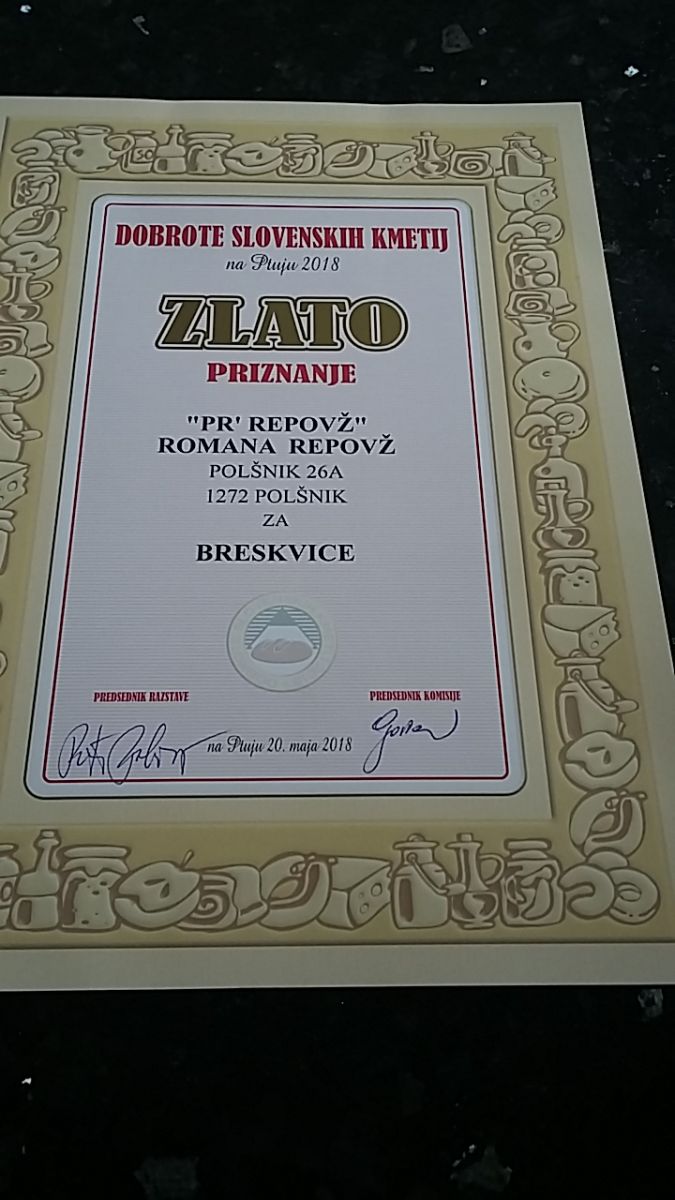 DOBROTE SLOVENSKIH KMETIJ
na Ptuju 2018
ZLATO
PRIZNANJE
"PR' REPOVŽ"
ROMANA REPOVŽ
POLŠNIK 26A
1272 POLŠNIK
ZA
BRESKVICE
PREDSEDNIK RAZSTAVE
PREDSEDNIK KOMISIJE
na Ptuju 20. maja 2018